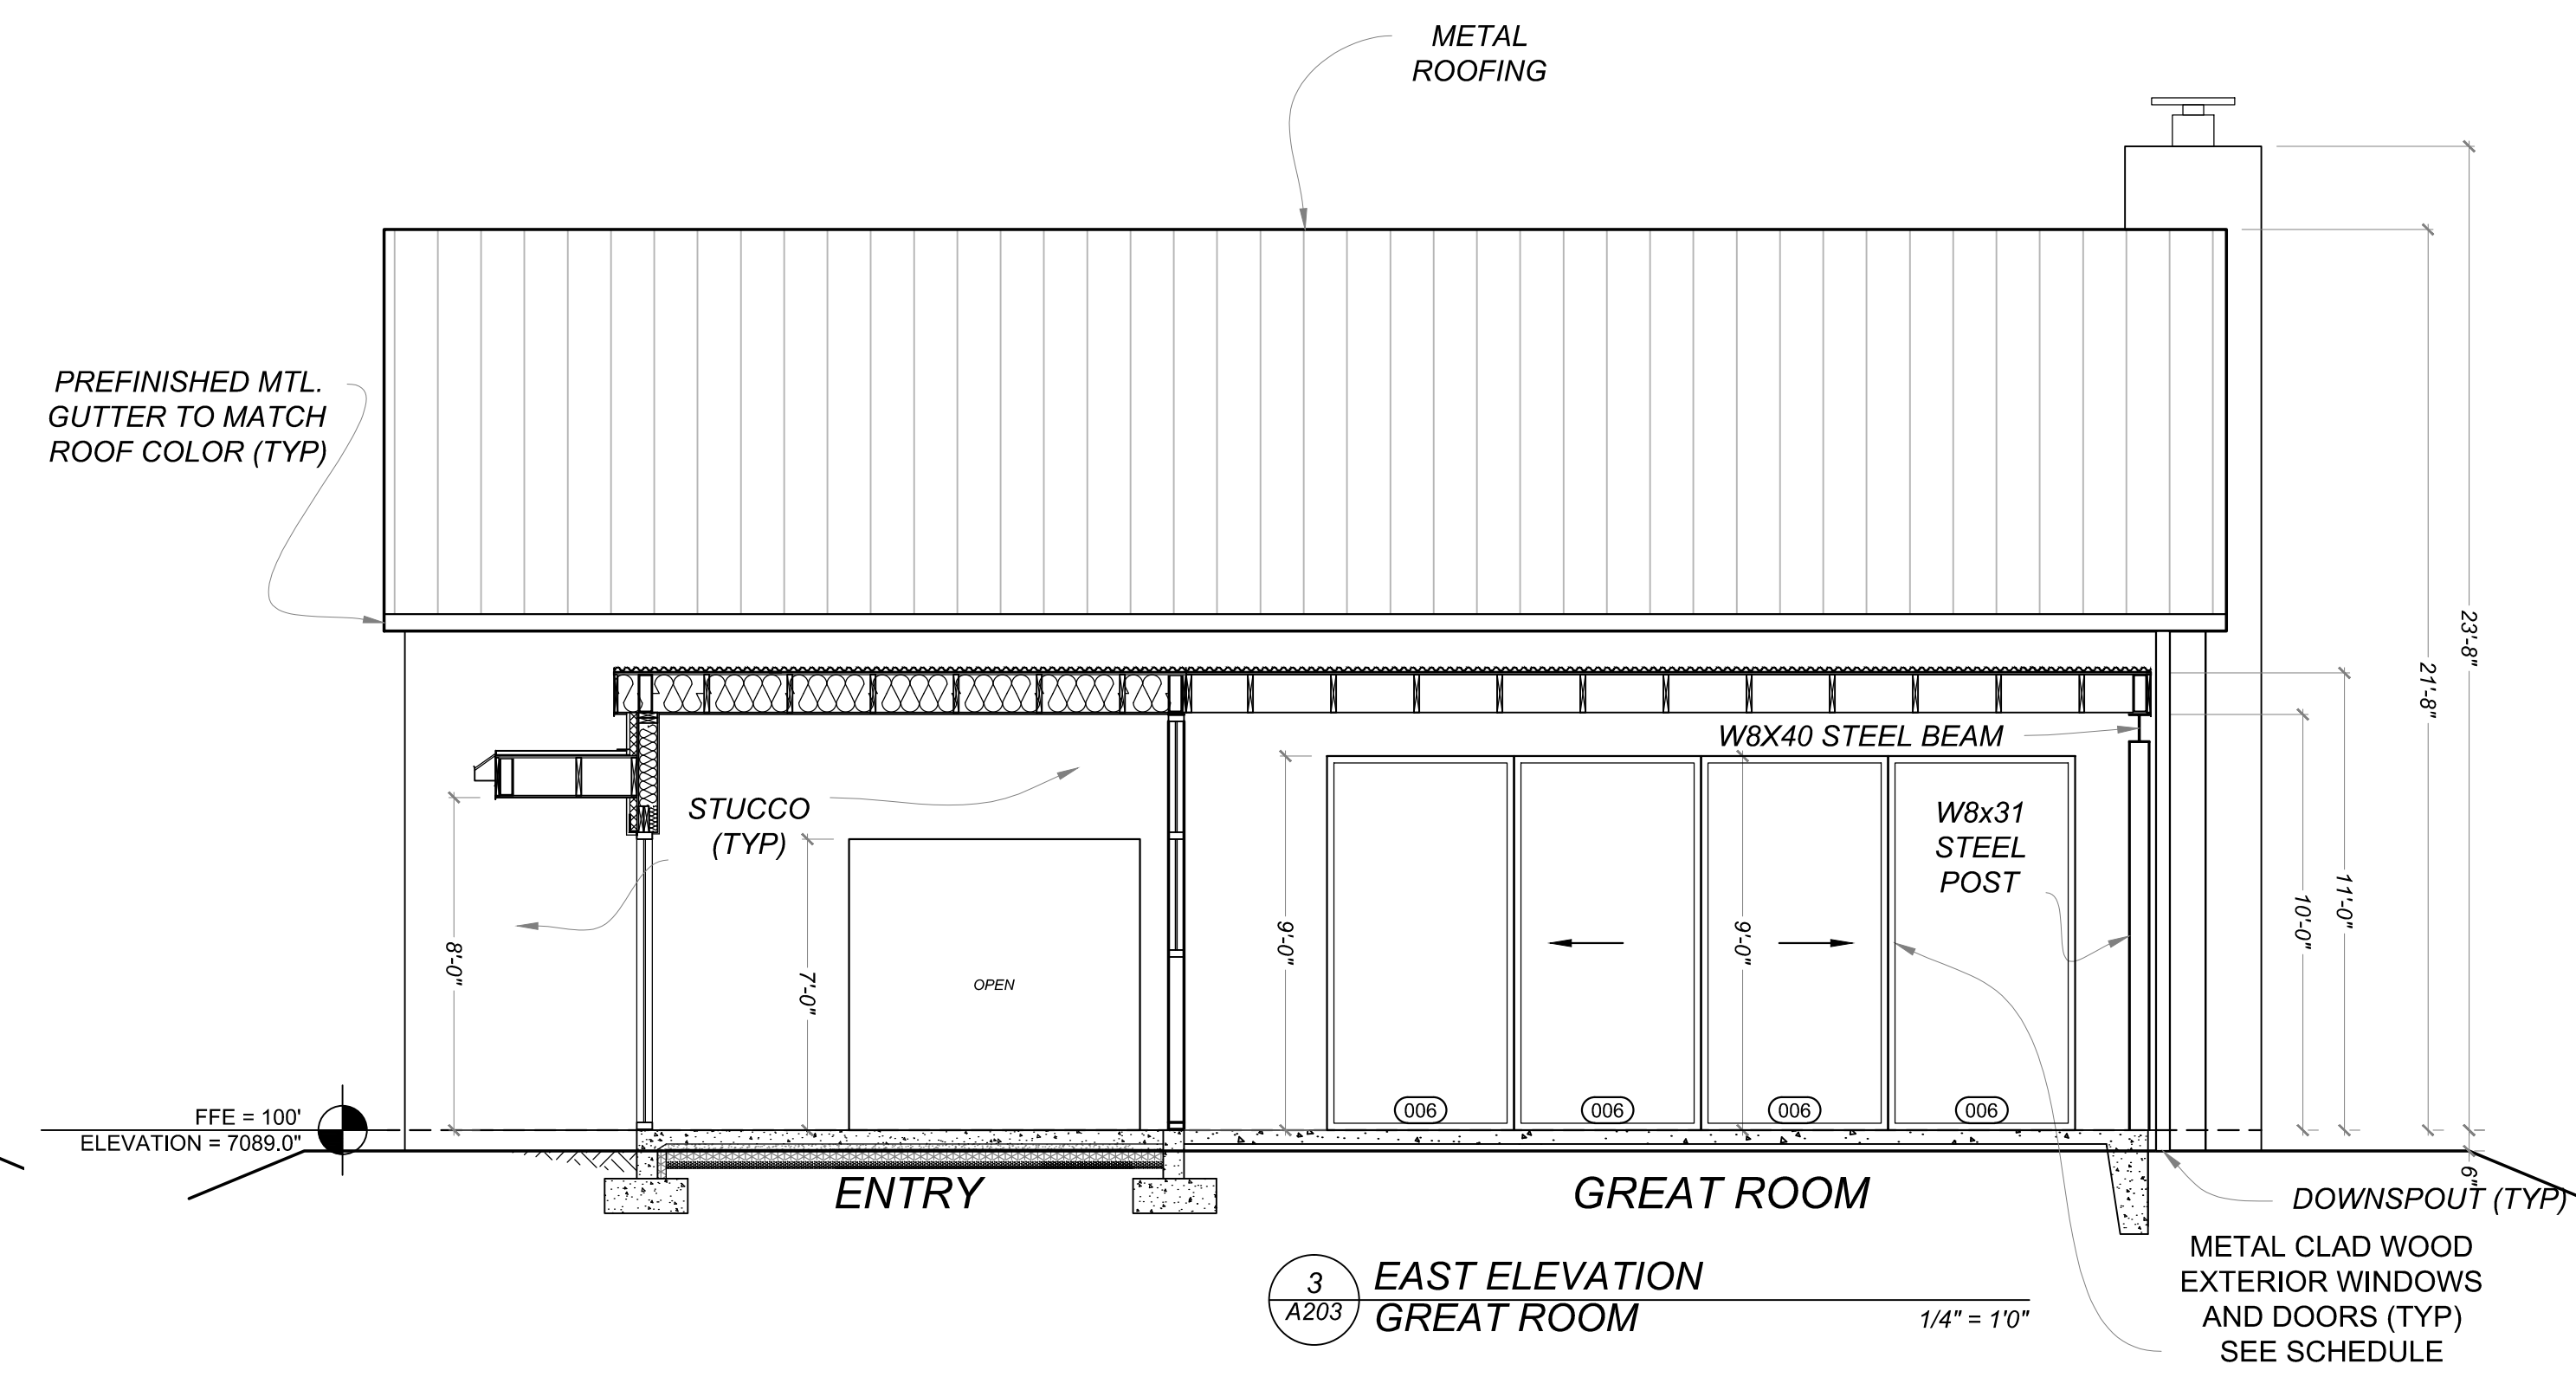 METAL
ROOFING
PREFINISHED MTL.
GUTTER TO MATCH
ROOF COLOR (TYP)
23'-8"
21'-8"
W8X40 STEEL BEAM
STUCCO
(TYP)
W8x31
STEEL
POST
11'-0"
10'-0"
9'-0"
9'-0"
8'-0"
7'-0"
OPEN
006
006
006
006
FFE = 100'
ELEVATION = 7089.0"
6"
ENTRY
GREAT ROOM
DOWNSPOUT (TYP)
METAL CLAD WOOD
EXTERIOR WINDOWS
AND DOORS (TYP)
SEE SCHEDULE
3
A203
EAST ELEVATION
GREAT ROOM
1/4" = 1'0"